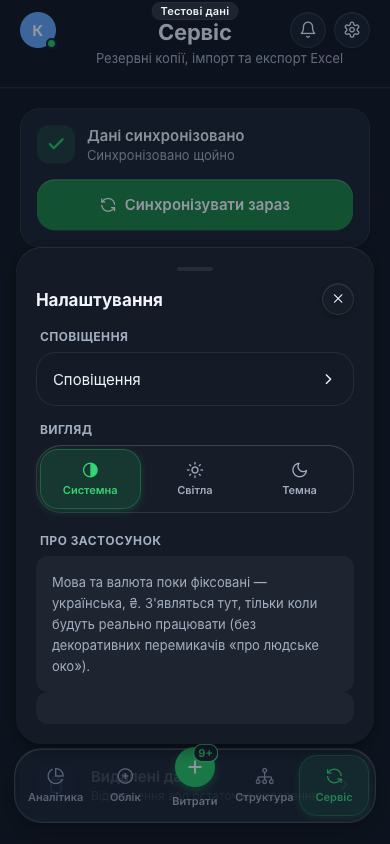 Тестові дані
К
Сервіс
Резервні копії, імпорт та експорт Excel
Дані синхронізовано
Синхронізовано щойно
Синхронізувати зараз
Налаштування
СПОВІЩЕННЯ
Сповіщення
ВИГЛЯД
Системна
Світла
Темна
ПРО ЗАСТОСУНОК
Мова та валюта поки фіксовані —
українська, ₴. З'являться тут, тільки коли
будуть реально працювати (без
декоративних перемикачів «про людське
око»).
9+
Аналітика
Облік
Витрати
Структура
Сервіс